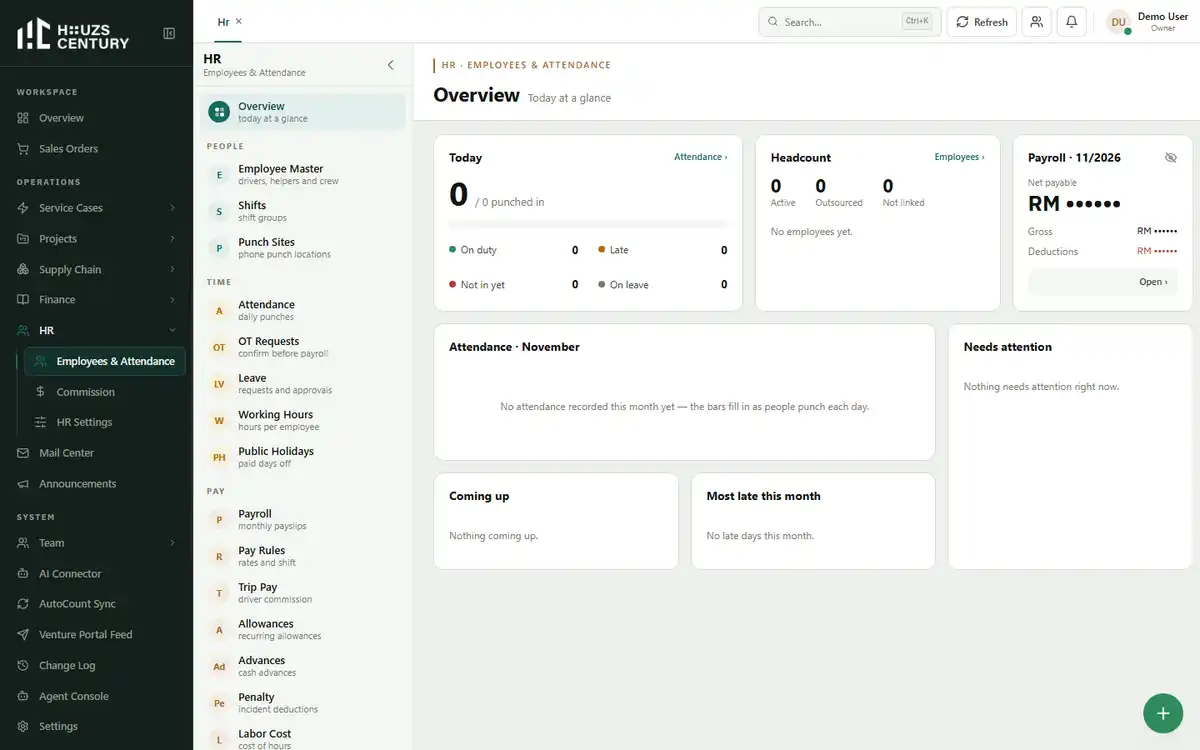 HOUZS
CENTURY
WORKSPACE
Overview
Sales Orders
OPERATIONS
Service Cases
Projects
Supply Chain
Finance
HR
Employees & Attendance
Commission
HR Settings
Mail Center
Announcements
SYSTEM
Team
AI Connector
AutoCount Sync
Venture Portal Feed
Change Log
Agent Console
Settings
Hr ×
Search...
Ctrl+K
Refresh
DU
Demo User
Owner
HR
Employees & Attendance
Overview
today at a glance
PEOPLE
E
Employee Master
drivers, helpers and crew
S
Shifts
shift groups
P
Punch Sites
phone punch locations
TIME
A
Attendance
daily punches
OT
OT Requests
confirm before payroll
LV
Leave
requests and approvals
W
Working Hours
hours per employee
PH
Public Holidays
paid days off
PAY
P
Payroll
monthly payslips
R
Pay Rules
rates and shift
T
Trip Pay
driver commission
A
Allowances
recurring allowances
Ad
Advances
cash advances
Pe
Penalty
incident deductions
L
Labor Cost
cost of hours
HR · EMPLOYEES & ATTENDANCE
Overview Today at a glance
Today
Attendance ›
0 / 0 punched in
On duty 0
Late 0
Not in yet 0
On leave 0
Headcount
Employees ›
0 0 0
Active Outsourced Not linked
No employees yet.
Payroll · 11/2026
Net payable
RM ••••••
Gross RM ••••••
Deductions RM ••••••
Open ›
Attendance · November
No attendance recorded this month yet — the bars fill in as people punch each day.
Needs attention
Nothing needs attention right now.
Coming up
Nothing coming up.
Most late this month
No late days this month.
+